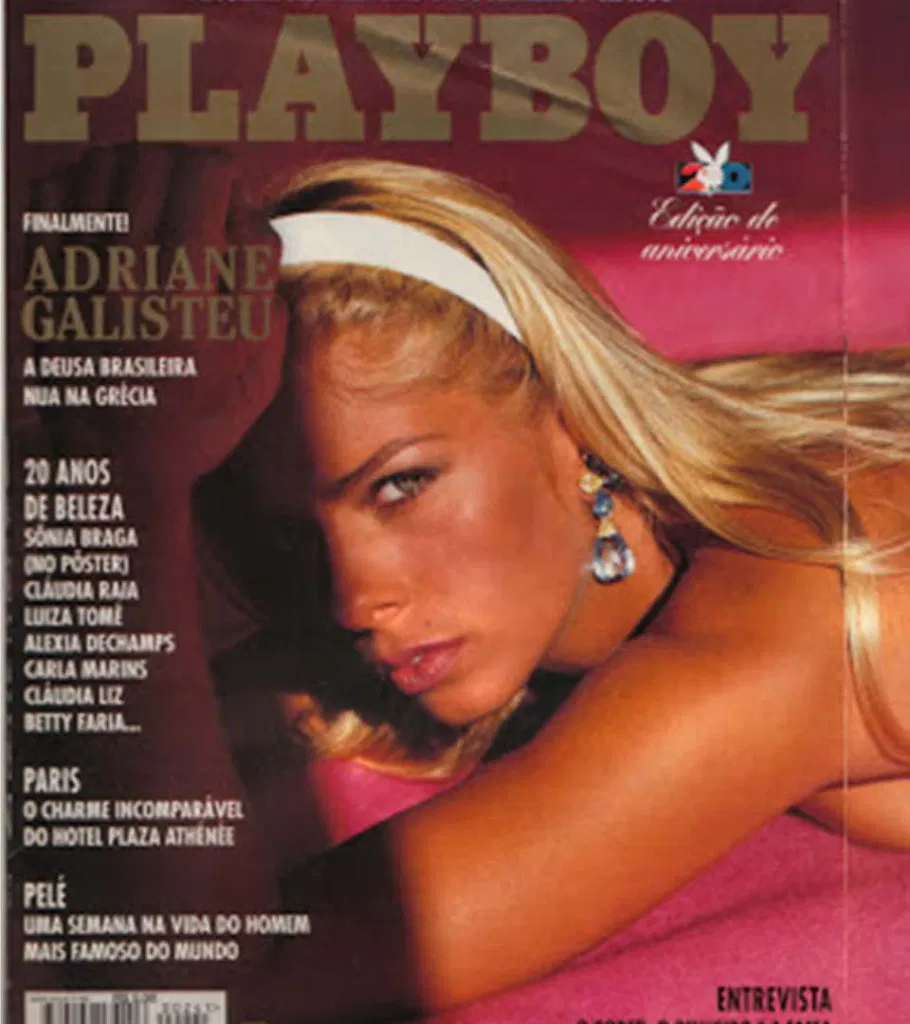 PLAYBOY
20
Edição de
aniversário
FINALMENTE!
ADRIANE
GALISTEU
A DEUSA BRASILEIRA
NUA NA GRÉCIA
20 ANOS
DE BELEZA
SÔNIA BRAGA
(NO PÔSTER)
CLÁUDIA RAIA
LUIZA TOMÉ
ALEXIA DECHAMPS
CARLA MARINS
CLÁUDIA LIZ
BETTY FARIA...
PARIS
O CHARME INCOMPARÁVEL
DO HOTEL PLAZA ATHÉNÉE
PELÉ
UMA SEMANA NA VIDA DO HOMEM
MAIS FAMOSO DO MUNDO
ENTREVISTA